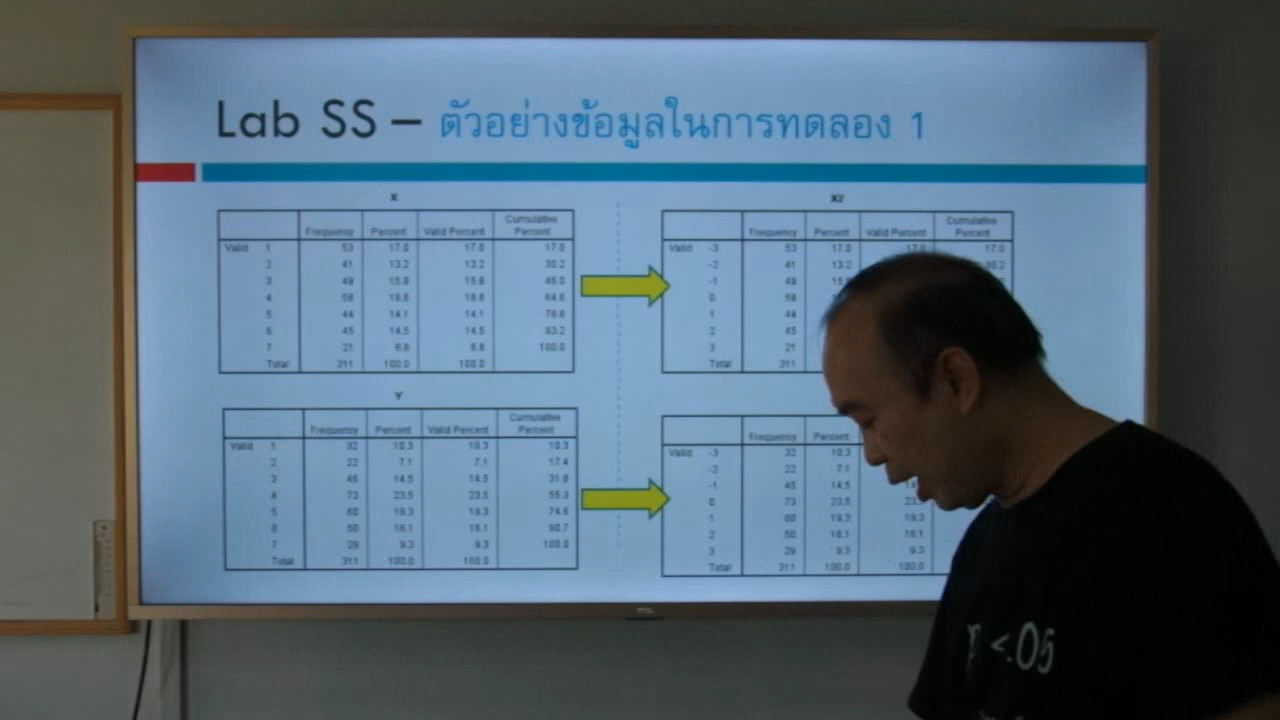 Lab SS – ตัวอย่างข้อมูลในการทดลอง 1
X
Frequency Percent Valid Percent Cumulative Percent
Valid 1 53 17.0 17.0 17.0
2 41 13.2 13.2 30.2
3 49 15.8 15.8 46.0
4 58 18.6 18.6 64.6
5 44 14.1 14.1 78.8
6 45 14.5 14.5 93.2
7 21 6.8 6.8 100.0
Total 311 100.0 100.0
X2
Frequency Percent Valid Percent Cumulative Percent
Valid -3 53 17.0 17.0 17.0
-2 41 13.2 30.2
-1 49
0 58
1 44
2 45
3 21
Total 311
Y
Frequency Percent Valid Percent Cumulative Percent
Valid 1 32 10.3 10.3 10.3
2 22 7.1 7.1 17.4
3 45 14.5 14.5 31.8
4 73 23.5 23.5 55.3
5 60 19.3 19.3 74.6
6 50 16.1 16.1 90.7
7 29 9.3 9.3 100.0
Total 311 100.0 100.0
Frequency Percent
Valid -3 32 10.3
-2 22 7.1
-1 45 14.5
0 73 23.5
1 60 19.3 19.3
2 50 16.1 16.1
3 29 9.3 9.3
Total 311 100.0 100.0
TCL
p <.05